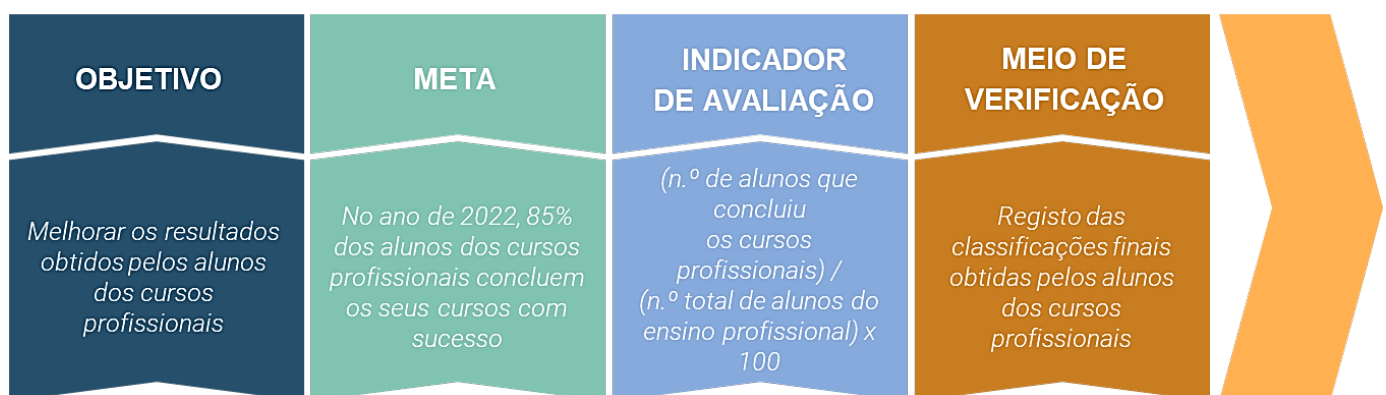 OBJETIVO
Melhorar os resultados
obtidos pelos alunos
dos cursos
profissionais
META
No ano de 2022, 85%
dos alunos dos cursos
profissionais concluem
os seus cursos com
sucesso
INDICADOR
DE AVALIAÇÃO
(n.º de alunos que
concluiu
os cursos
profissionais) /
(n.º total de alunos do
ensino profissional) x
100
MEIO DE
VERIFICAÇÃO
Registo das
classificações finais
obtidas pelos alunos
dos cursos
profissionais